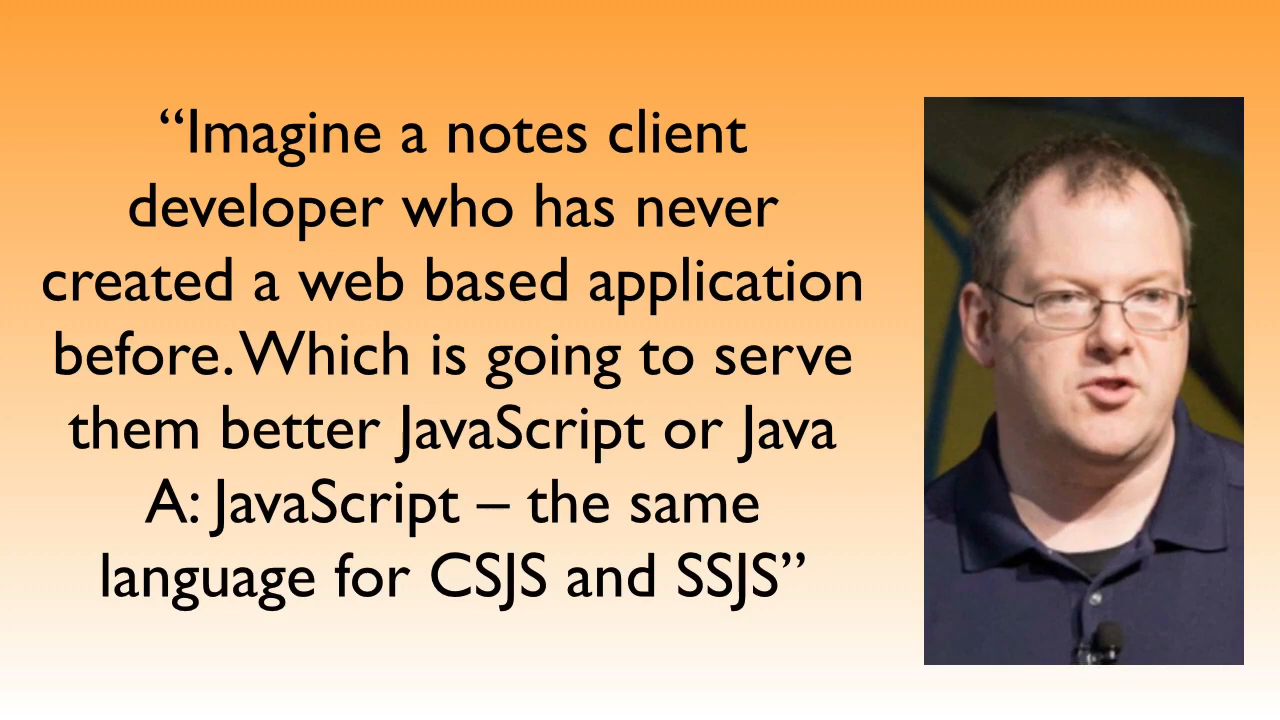 “Imagine a notes client
developer who has never
created a web based application
before. Which is going to serve
them better JavaScript or Java
A: JavaScript – the same
language for CSJS and SSJS”